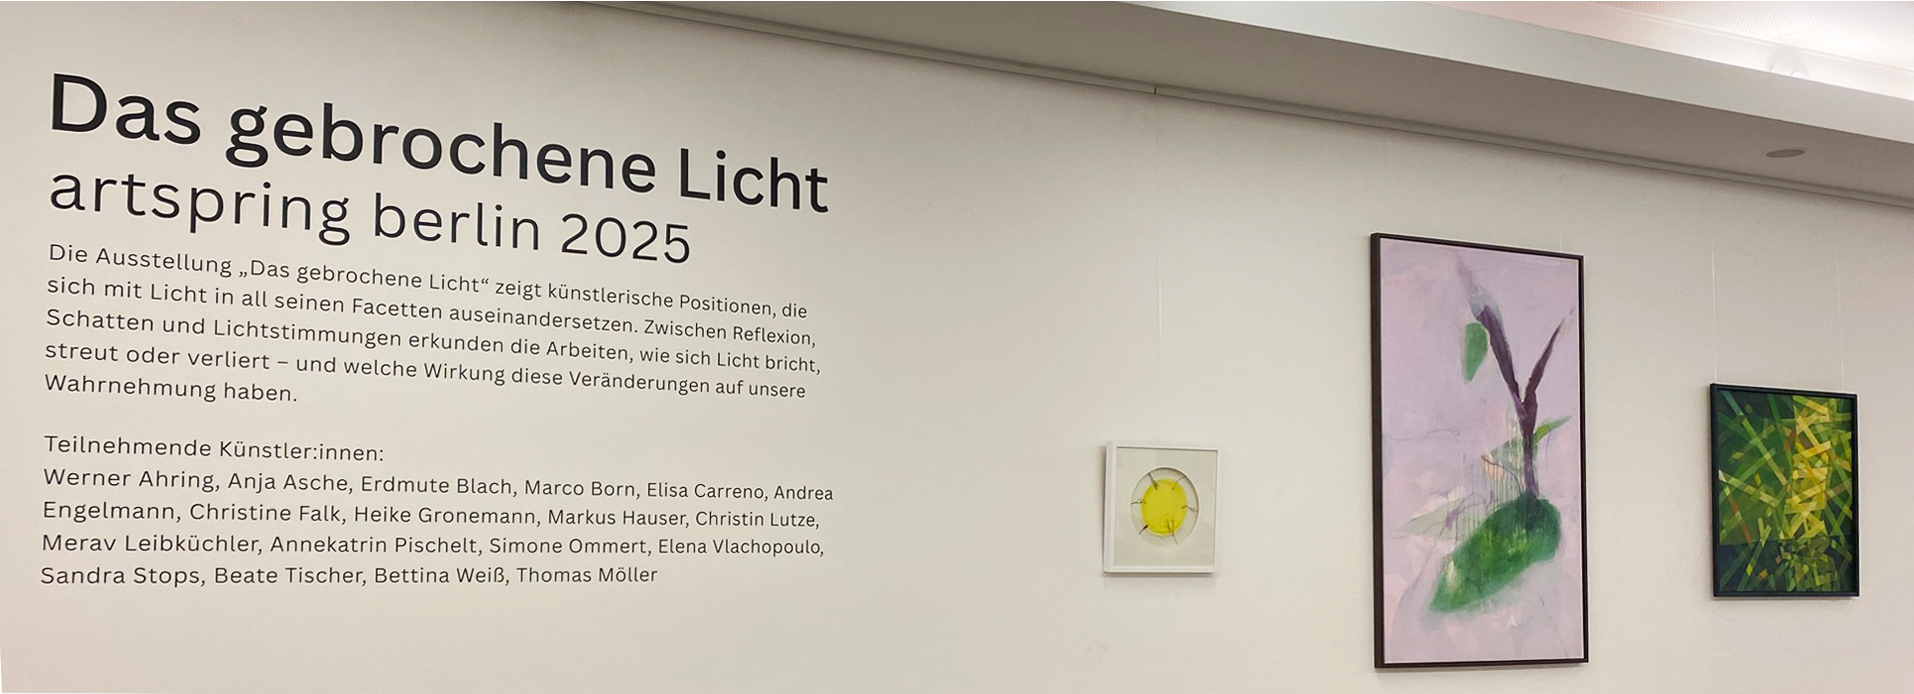 Das gebrochene Licht
artspring berlin 2025
Die Ausstellung „Das gebrochene Licht“ zeigt künstlerische Positionen, die
sich mit Licht in all seinen Facetten auseinandersetzen. Zwischen Reflexion,
Schatten und Lichtstimmungen erkunden die Arbeiten, wie sich Licht bricht,
streut oder verliert – und welche Wirkung diese Veränderungen auf unsere
Wahrnehmung haben.
Teilnehmende Künstler:innen:
Werner Ahring, Anja Asche, Erdmute Blach, Marco Born, Elisa Carreno, Andrea
Engelmann, Christine Falk, Heike Gronemann, Markus Hauser, Christin Lutze,
Merav Leibküchler, Annekatrin Pischelt, Simone Ommert, Elena Vlachopoulo,
Sandra Stops, Beate Tischer, Bettina Weiß, Thomas Möller